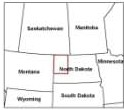 Saskatchewan Manitoba
Montana North Dakota Minnesota
Wyoming South Dakota